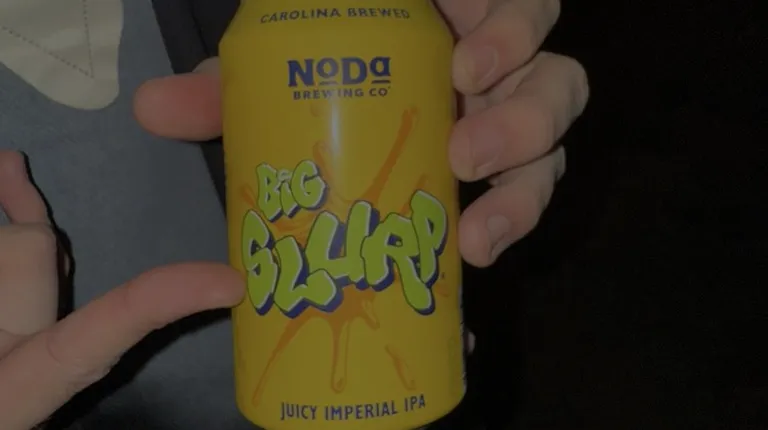 CAROLINA BREWED
NoDa
BREWING CO
BiG
SLURP
JUICY IMPERIAL IPA